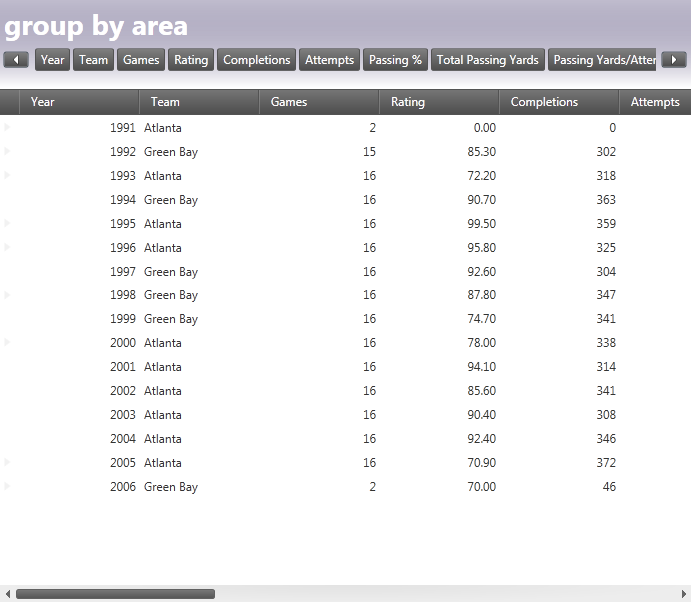 group by area
Year Team Games Rating Completions Attempts Passing % Total Passing Yards Passing Yards/Atter
Year Team Games Rating Completions Attempts
1991 Atlanta 2 0.00 0
1992 Green Bay 15 85.30 302
1993 Atlanta 16 72.20 318
1994 Green Bay 16 90.70 363
1995 Atlanta 16 99.50 359
1996 Atlanta 16 95.80 325
1997 Green Bay 16 92.60 304
1998 Green Bay 16 87.80 347
1999 Green Bay 16 74.70 341
2000 Atlanta 16 78.00 338
2001 Atlanta 16 94.10 314
2002 Atlanta 16 85.60 341
2003 Atlanta 16 90.40 308
2004 Atlanta 16 92.40 346
2005 Atlanta 16 70.90 372
2006 Green Bay 2 70.00 46